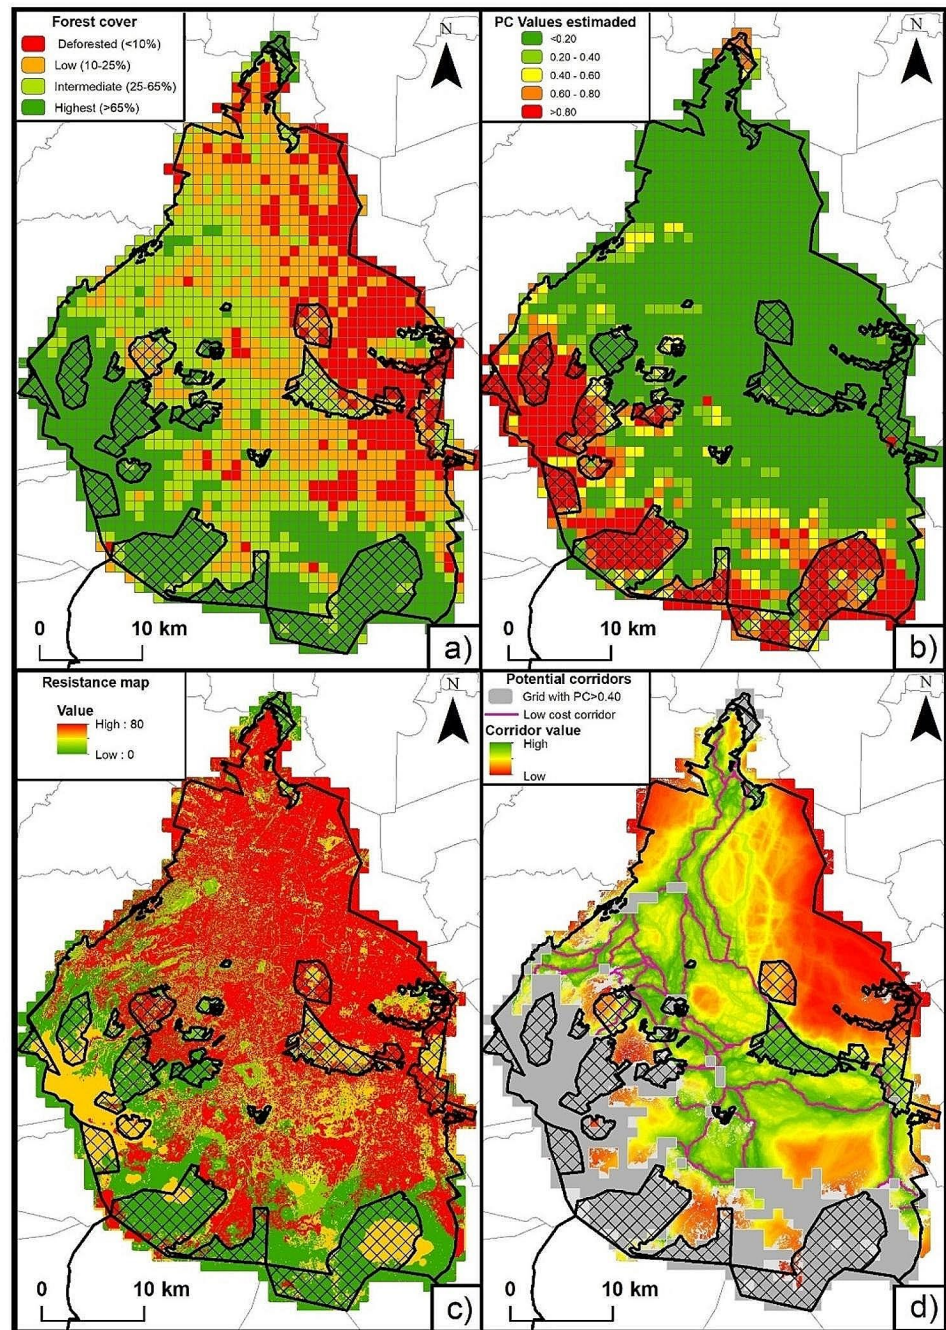 Forest cover
Deforested (<10%)
Low (10-25%)
Intermediate (25-65%)
Highest (>65%)
N
0 10 km
a)
PC Values estimaded
<0.20
0.20 - 0.40
0.40 - 0.60
0.60 - 0.80
>0.80
N
0 10 km
b)
Resistance map
Value
High : 80
Low : 0
N
0 10 km
c)
Potential corridors
Grid with PC>0.40
Low cost corridor
Corridor value
High
Low
N
0 10 km
d)